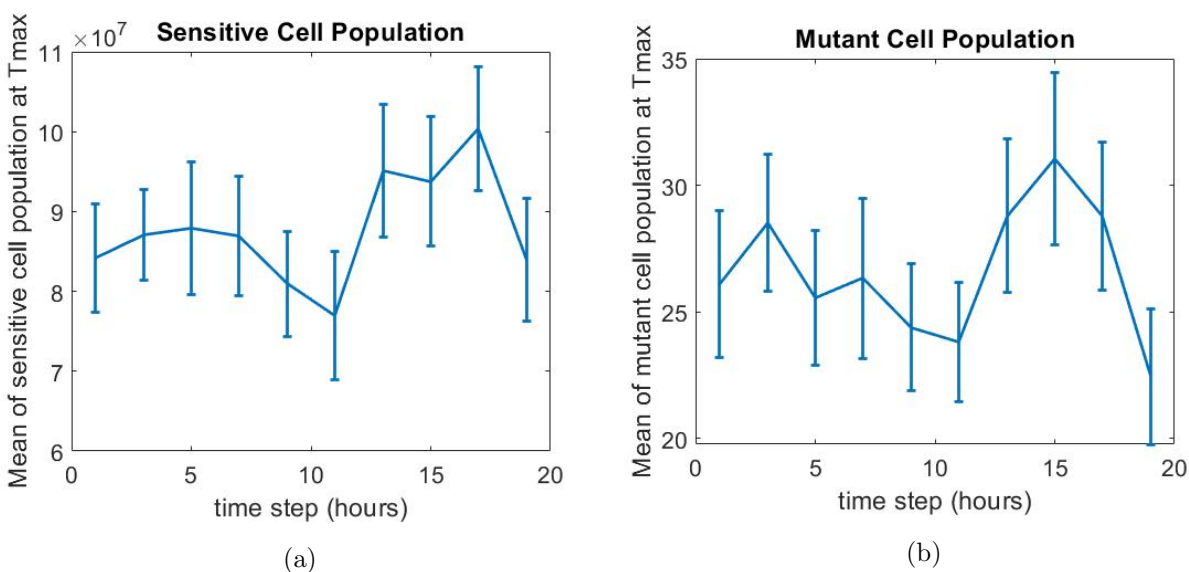 Sensitive Cell Population
×10⁷
Mean of sensitive cell population at Tmax
11
10
9
8
7
6
0 5 10 15 20
time step (hours)
(a)
Mutant Cell Population
Mean of mutant cell population at Tmax
35
30
25
20
0 5 10 15 20
time step (hours)
(b)